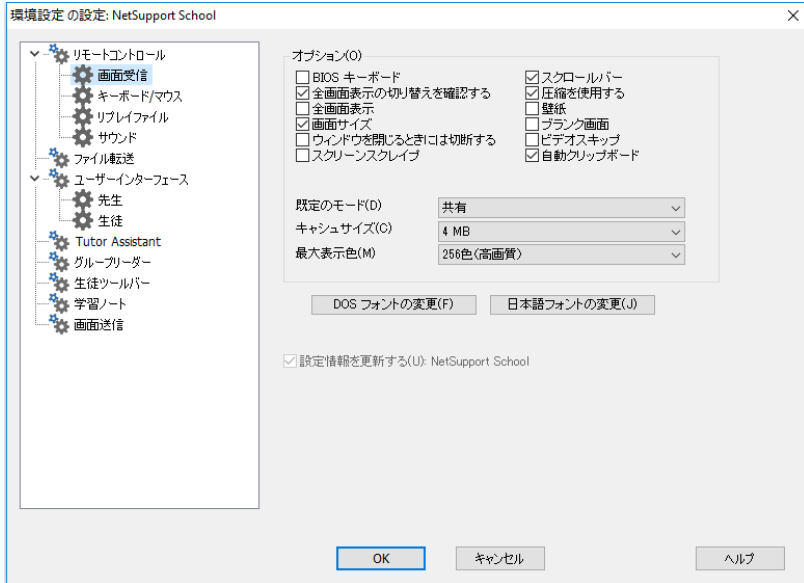 環境設定 の設定: NetSupport School
リモートコントロール
画面受信
キーボード/マウス
リプレイファイル
サウンド
ファイル転送
ユーザーインターフェース
先生
生徒
Tutor Assistant
グループリーダー
生徒ツールバー
学習ノート
画面送信
オプション(O)
BIOS キーボード
全画面表示の切り替えを確認する
全画面表示
画面サイズ
ウィンドウを閉じるときには切断する
スクリーンスクレイプ
スクロールバー
圧縮を使用する
壁紙
ブランク画面
ビデオスキップ
自動クリップボード
既定のモード(D) 共有
キャシュサイズ(C) 4 MB
最大表示色(M) 256色(高画質)
DOS フォントの変更(F) 日本語フォントの変更(J)
設定情報を更新する(U): NetSupport School
OK キャンセル ヘルプ